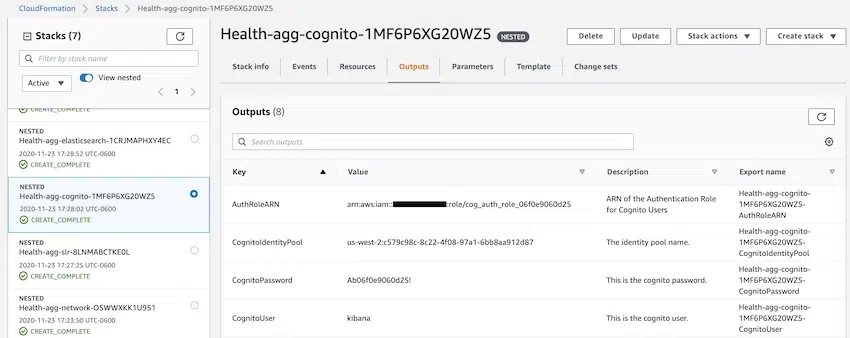 CloudFormation > Stacks > Health-agg-cognito-1MF6P6XG20WZ5
Stacks (7)
Filter by stack name
Active
View nested
1
CREATE_COMPLETE
NESTED
Health-agg-elasticsearch-1CRJMAPHXY4EC
2020-11-23 17:28:52 UTC-0600
CREATE_COMPLETE
NESTED
Health-agg-cognito-1MF6P6XG20WZ5
2020-11-23 17:28:02 UTC-0600
CREATE_COMPLETE
NESTED
Health-agg-slr-8LNMABCTKE0L
2020-11-23 17:27:25 UTC-0600
CREATE_COMPLETE
NESTED
Health-agg-network-O5WWXKK1U951
2020-11-23 17:23:50 UTC-0600
CREATE_COMPLETE
Health-agg-cognito-1MF6P6XG20WZ5 NESTED
Delete
Update
Stack actions
Create stack
Stack info
Events
Resources
Outputs
Parameters
Template
Change sets
Outputs (8)
Search outputs
Key
Value
Description
Export name
AuthRoleARN
arn:aws:iam:: :role/cog_auth_role_06f0e9060d25
ARN of the Authentication Role
for Cognito Users
Health-agg-cognito-
1MF6P6XG20WZ5-
AuthRoleARN
CognitoIdentityPool
us-west-2:c579c98c-8c22-4f08-97a1-6bb8aa912d87
The identity pool name.
Health-agg-cognito-
1MF6P6XG20WZ5-
CognitoIdentityPool
CognitoPassword
Ab06f0e9060d25!
This is the cognito password.
Health-agg-cognito-
1MF6P6XG20WZ5-
CognitoPassword
CognitoUser
kibana
This is the cognito user.
Health-agg-cognito-
1MF6P6XG20WZ5-
CognitoUser